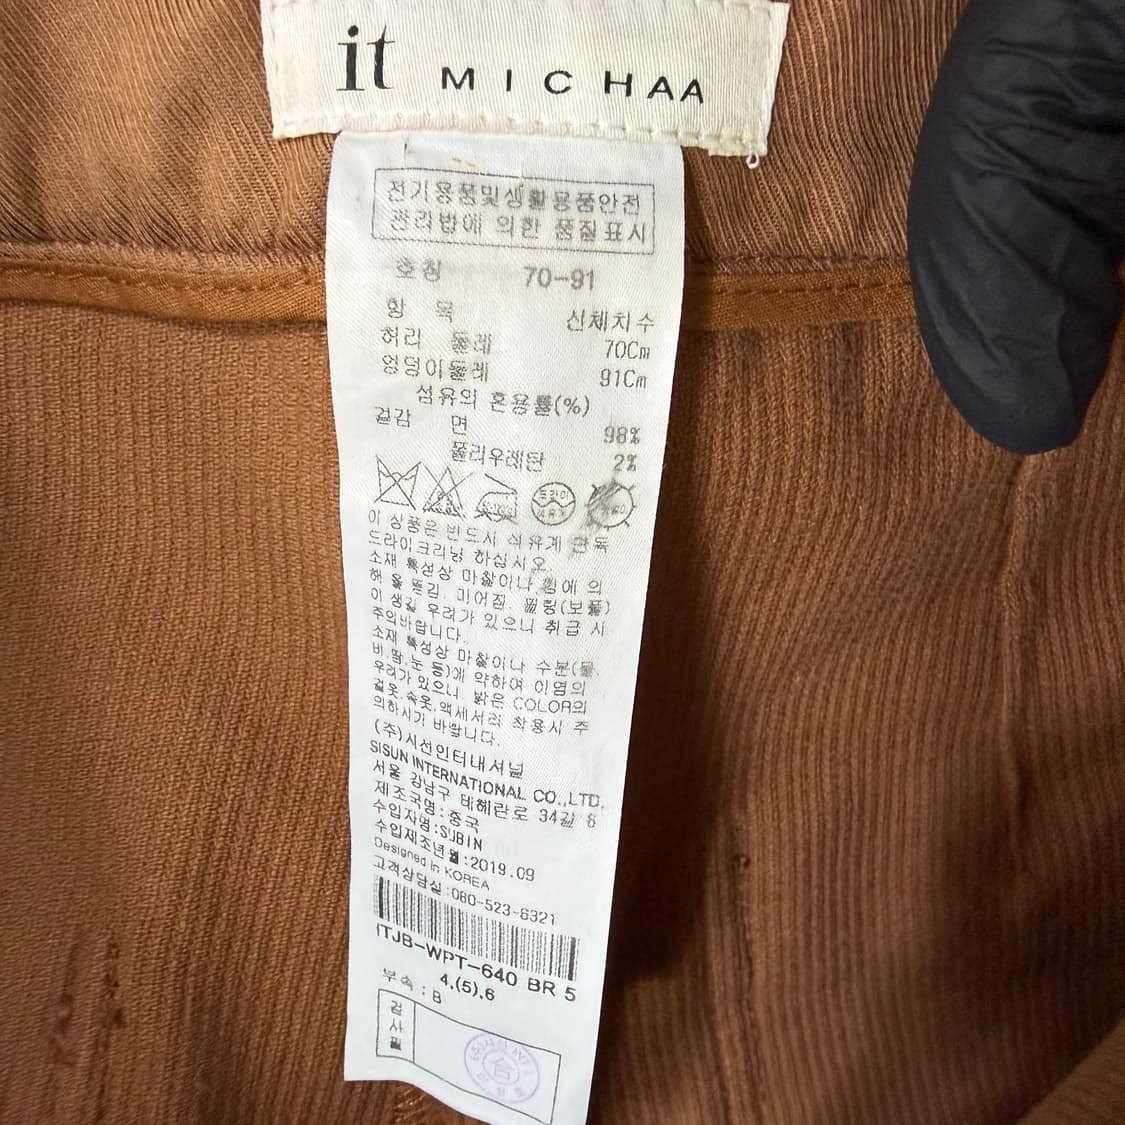 it MICHAA
전기용품및생활용품안전
관리법에 의한 품질표시
호칭 70-91
항 목 신체치수
허리 둘레 70Cm
엉덩이둘레 91Cm
섬유의 혼용률(%)
겉감 면 98%
폴리우레탄 2%
드라이
이 상품은 반드시 석유계 단독
드라이크리닝 하십시오.
소재 특성상 마찰이나 힘에 의
해 올 뜯김. 미어짐. 필링(보풀)
이 생길 우려가 있으니 취급 시
주의바랍니다.
소재 특성상 마찰이나 수분(물.
비.땀.눈 등)에 약하여 이염의
우려가 있으니 밝은 COLOR의
겉옷.속옷.액세서리 착용시 주
의하시기 바랍니다.
(주)시선인터내셔널
SISUN INTERNATIONAL CO.,LTD.
서울 강남구 테헤란로 34길 6
제조국명:중국
수입자명:SUBIN
수입제조년월:2019.09
Designed in KOREA
고객상담실:080-523-6321
ITJB-WPT-640 BR 5
4.(5).6
부속:B
검사필